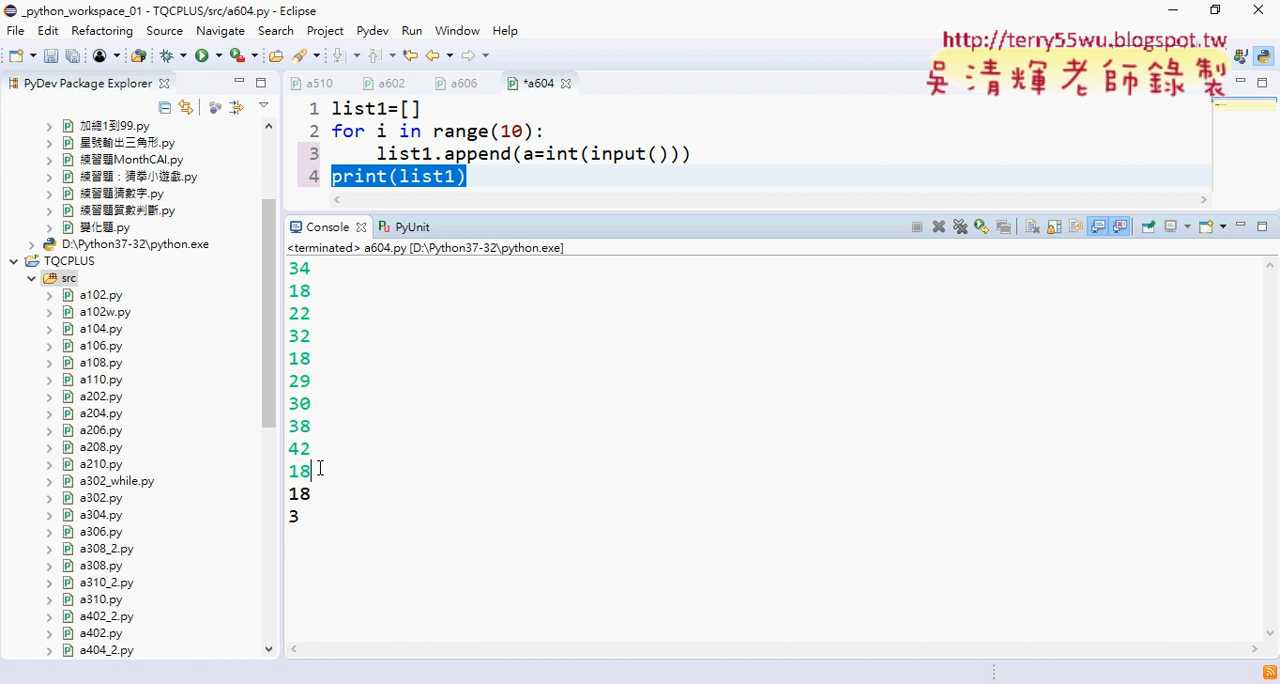 _python_workspace_01 - TQCPLUS/src/a604.py - Eclipse
File Edit Refactoring Source Navigate Search Project Pydev Run Window Help
http://terry55wu.blogspot.tw
吳清輝老師錄製
PyDev Package Explorer
加總1到99.py
星號輸出三角形.py
練習題MonthCAl.py
練習題：猜拳小遊戲.py
練習題猜數字.py
練習題質數判斷.py
變化題.py
D:\Python37-32\python.exe
TQCPLUS
src
a102.py
a102w.py
a104.py
a106.py
a108.py
a110.py
a202.py
a204.py
a206.py
a208.py
a210.py
a302_while.py
a302.py
a304.py
a306.py
a308_2.py
a308.py
a310_2.py
a310.py
a402_2.py
a402.py
a404_2.py
a510 a602 a606 *a604
1 list1=[]
2 for i in range(10):
3     list1.append(a=int(input()))
4 print(list1)
Console PyUnit
<terminated> a604.py [D:\Python37-32\python.exe]
34
18
22
32
18
29
30
38
42
18
18
3